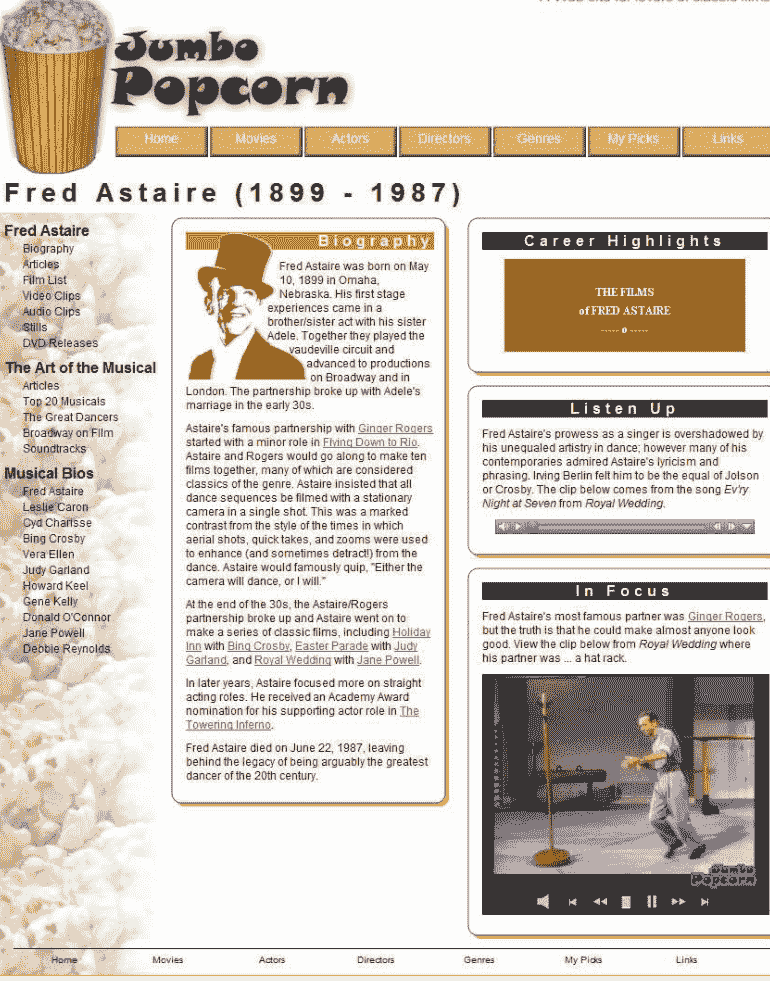 Jumbo
Popcorn
Home Movies Actors Directors Genres My Picks Links
Fred Astaire (1899 - 1987)
Fred Astaire
Biography
Articles
Film List
Video Clips
Audio Clips
Stills
DVD Releases
The Art of the Musical
Articles
Top 20 Musicals
The Great Dancers
Broadway on Film
Soundtracks
Musical Bios
Fred Astaire
Leslie Caron
Cyd Charisse
Bing Crosby
Vera Ellen
Judy Garland
Howard Keel
Gene Kelly
Donald O'Connor
Jane Powell
Debbie Reynolds
Biography
Fred Astaire was born on May
10, 1899 in Omaha,
Nebraska. His first stage
experiences came in a
brother/sister act with his sister
Adele. Together they played the
vaudeville circuit and
advanced to productions
on Broadway and in
London. The partnership broke up with Adele's
marriage in the early 30s.
Astaire's famous partnership with Ginger Rogers
started with a minor role in Flying Down to Rio.
Astaire and Rogers would go along to make ten
films together, many of which are considered
classics of the genre. Astaire insisted that all
dance sequences be filmed with a stationary
camera in a single shot. This was a marked
contrast from the style of the times in which
aerial shots, quick takes, and zooms were used
to enhance (and sometimes detract!) from the
dance. Astaire would famously quip, "Either the
camera will dance, or I will."
At the end of the 30s, the Astaire/Rogers
partnership broke up and Astaire went on to
make a series of classic films, including Holiday
Inn with Bing Crosby, Easter Parade with Judy
Garland, and Royal Wedding with Jane Powell.
In later years, Astaire focused more on straight
acting roles. He received an Academy Award
nomination for his supporting actor role in The
Towering Inferno.
Fred Astaire died on June 22, 1987, leaving
behind the legacy of being arguably the greatest
dancer of the 20th century.
Career Highlights
THE FILMS
of FRED ASTAIRE
----- o -----
Listen Up
Fred Astaire's prowess as a singer is overshadowed by
his unequaled artistry in dance; however many of his
contemporaries admired Astaire's lyricism and
phrasing. Irving Berlin felt him to be the equal of Jolson
or Crosby. The clip below comes from the song Ev'ry
Night at Seven from Royal Wedding.
In Focus
Fred Astaire's most famous partner was Ginger Rogers,
but the truth is that he could make almost anyone look
good. View the clip below from Royal Wedding where
his partner was ... a hat rack.
Jumbo
Popcorn
Home Movies Actors Directors Genres My Picks Links